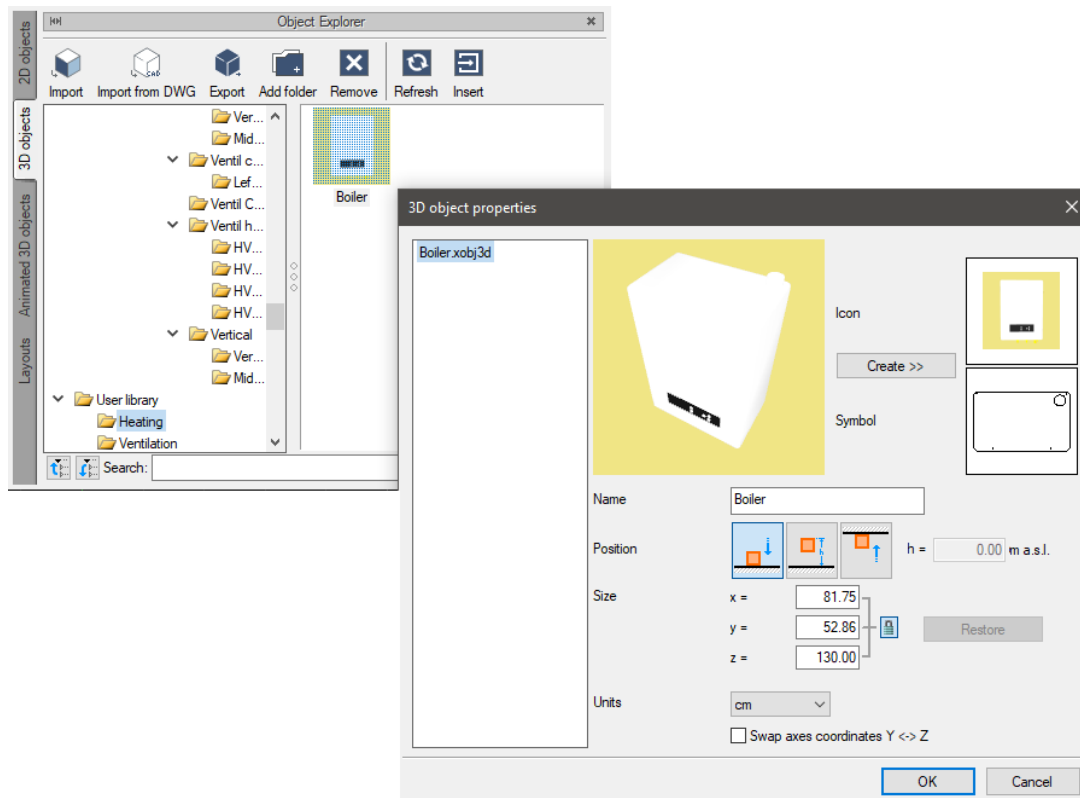 Object Explorer
2D objects
3D objects
Animated 3D objects
Layouts
Import
Import from DWG
Export
Add folder
Remove
Refresh
Insert
CAD
Ver...
Mid...
Ventil c...
Lef...
Ventil C...
Ventil h...
HV...
HV...
HV...
HV...
Vertical
Ver...
Mid...
User library
Heating
Ventilation
Search:
Boiler
3D object properties
Boiler.xobj3d
Icon
Create >>
Symbol
Name
Boiler
Position
h
h =
0.00
m a.s.l.
Size
x =
81.75
y =
52.86
z =
130.00
Restore
Units
cm
Swap axes coordinates Y <-> Z
OK
Cancel